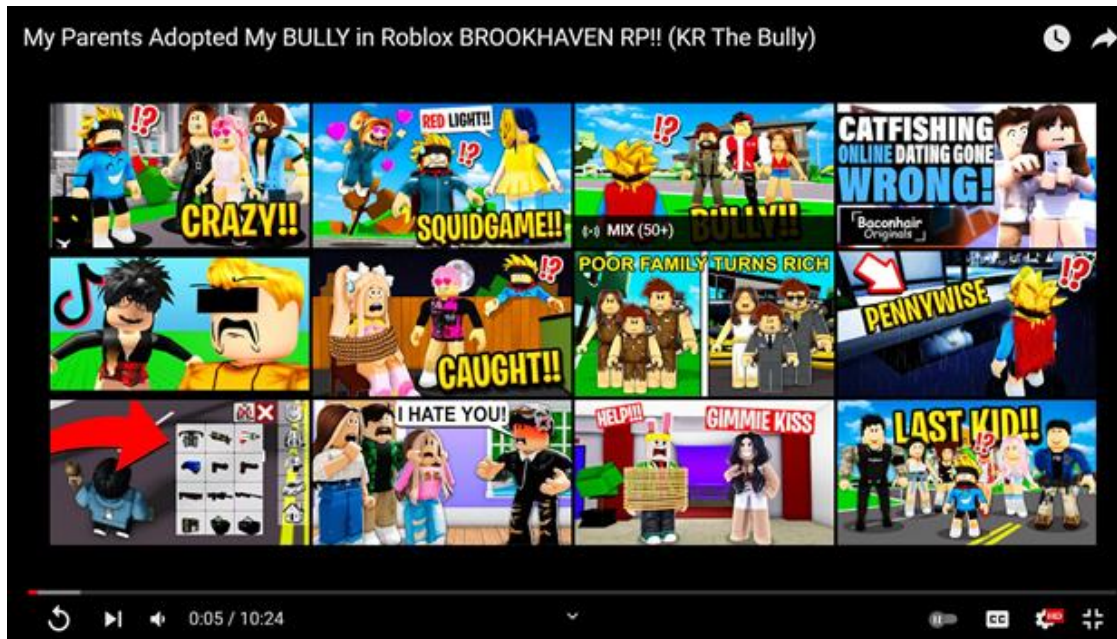 My Parents Adopted My BULLY in Roblox BROOKHAVEN RP!! (KR The Bully)
!?
CRAZY!!
RED LIGHT!!
!?
SQUIDGAME!!
!?
BULLY!!
MIX (50+)
CATFISHING
ONLINE DATING GONE
WRONG!
Baconhair
Originals
!?
CAUGHT!!
POOR FAMILY TURNS RICH
PENNYWISE
!?
I HATE YOU!
HELP!!!
GIMMIE KISS
LAST KID!!
!?
0:05 / 10:24
CC
HD